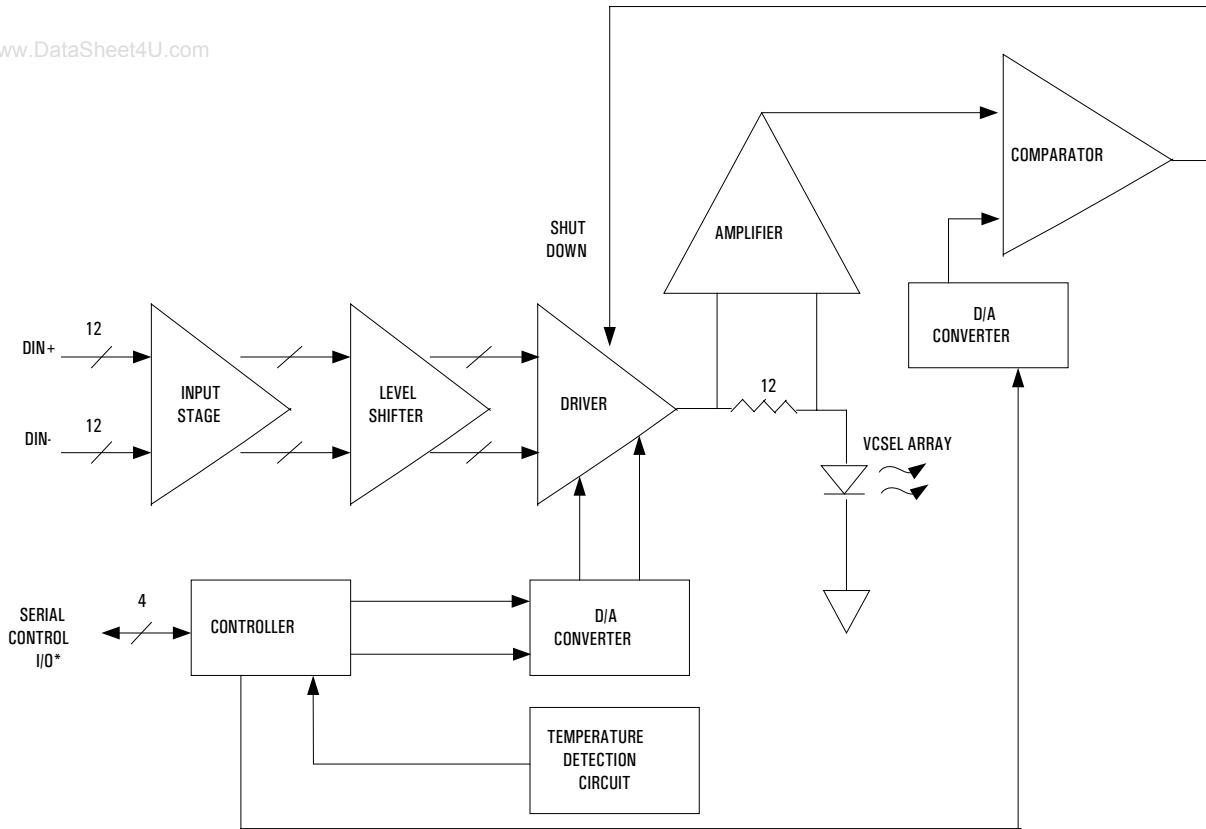 ww.DataSheet4U.com
COMPARATOR
SHUT
DOWN
AMPLIFIER
D/A
CONVERTER
DIN+
12
INPUT
STAGE
LEVEL
SHIFTER
DRIVER
12
DIN-
12
VCSEL ARRAY
SERIAL
CONTROL
I/O*
4
CONTROLLER
D/A
CONVERTER
TEMPERATURE
DETECTION
CIRCUIT